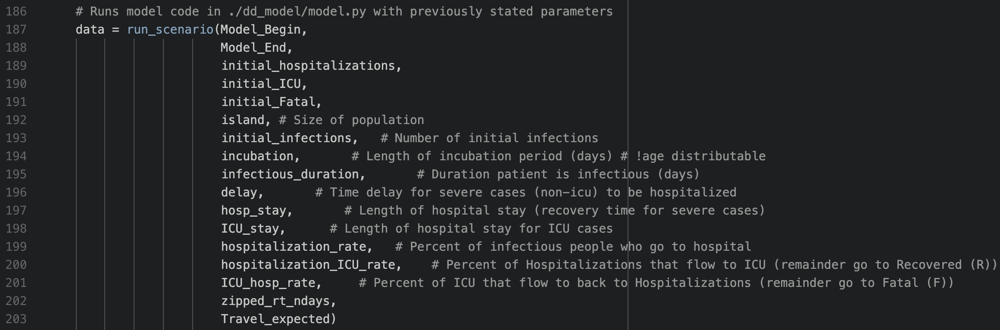 186 # Runs model code in ./dd_model/model.py with previously stated parameters
187 data = run_scenario(Model_Begin,
188 Model_End,
189 initial_hospitalizations,
190 initial_ICU,
191 initial_Fatal,
192 island, # Size of population
193 initial_infections, # Number of initial infections
194 incubation, # Length of incubation period (days) # !age distributable
195 infectious_duration, # Duration patient is infectious (days)
196 delay, # Time delay for severe cases (non-icu) to be hospitalized
197 hosp_stay, # Length of hospital stay (recovery time for severe cases)
198 ICU_stay, # Length of hospital stay for ICU cases
199 hospitalization_rate, # Percent of infectious people who go to hospital
200 hospitalization_ICU_rate, # Percent of Hospitalizations that flow to ICU (remainder go to Recovered (R))
201 ICU_hosp_rate, # Percent of ICU that flow to back to Hospitalizations (remainder go to Fatal (F))
202 zipped_rt_ndays,
203 Travel_expected)